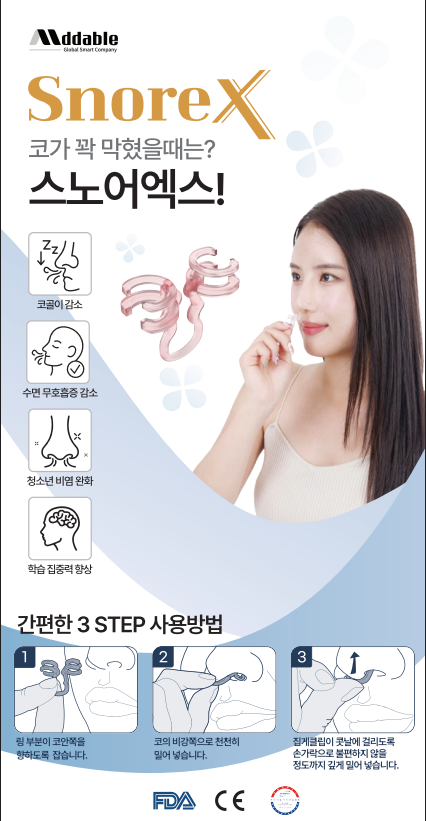 Addable
Global Smart Company
SnoreX
코가 꽉 막혔을때는?
스노어엑스!
코골이 감소
수면 무호흡증 감소
청소년 비염 완화
학습 집중력 향상
간편한 3 STEP 사용방법
1
링 부분이 코안쪽을
향하도록 잡습니다.
2
코의 비강쪽으로 천천히
밀어 넣습니다.
3
집게클립이 콧날에 걸리도록
손가락으로 불편하지 않을
정도까지 깊게 밀어 넣습니다.
FDA
CE